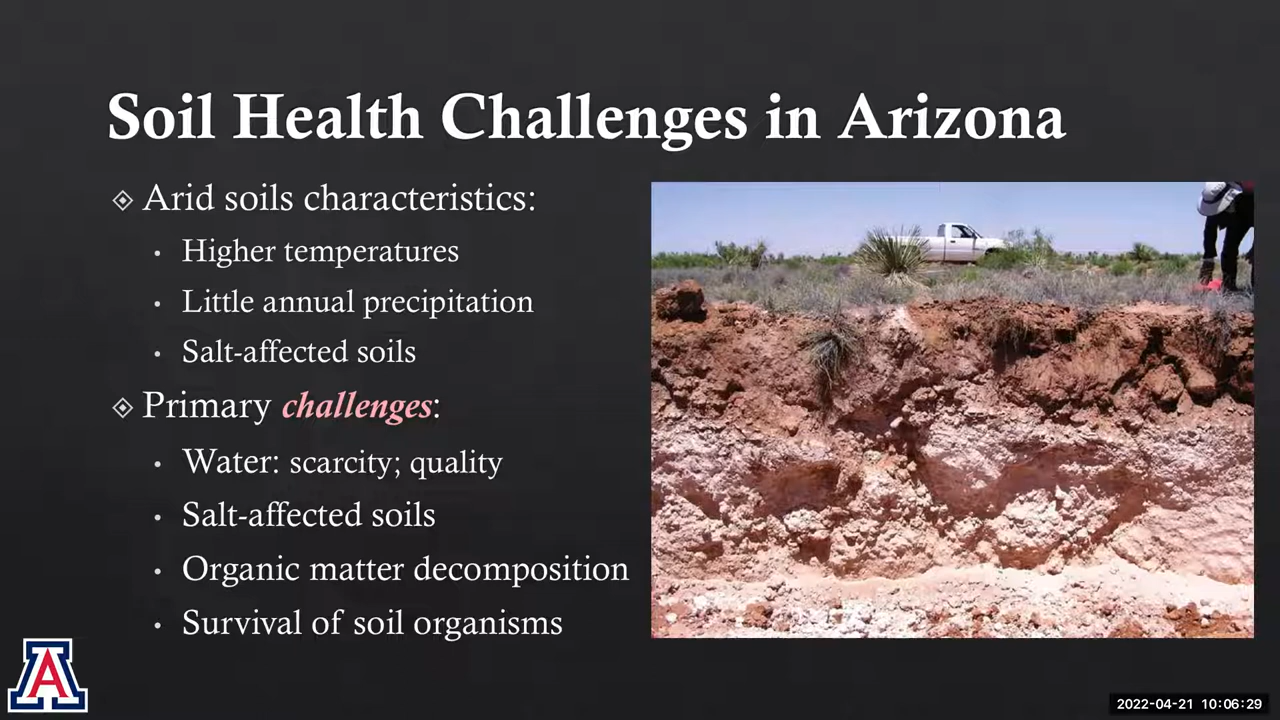 Soil Health Challenges in Arizona
Arid soils characteristics:
Higher temperatures
Little annual precipitation
Salt-affected soils
Primary challenges:
Water: scarcity; quality
Salt-affected soils
Organic matter decomposition
Survival of soil organisms
A
2022-04-21 10:06:29